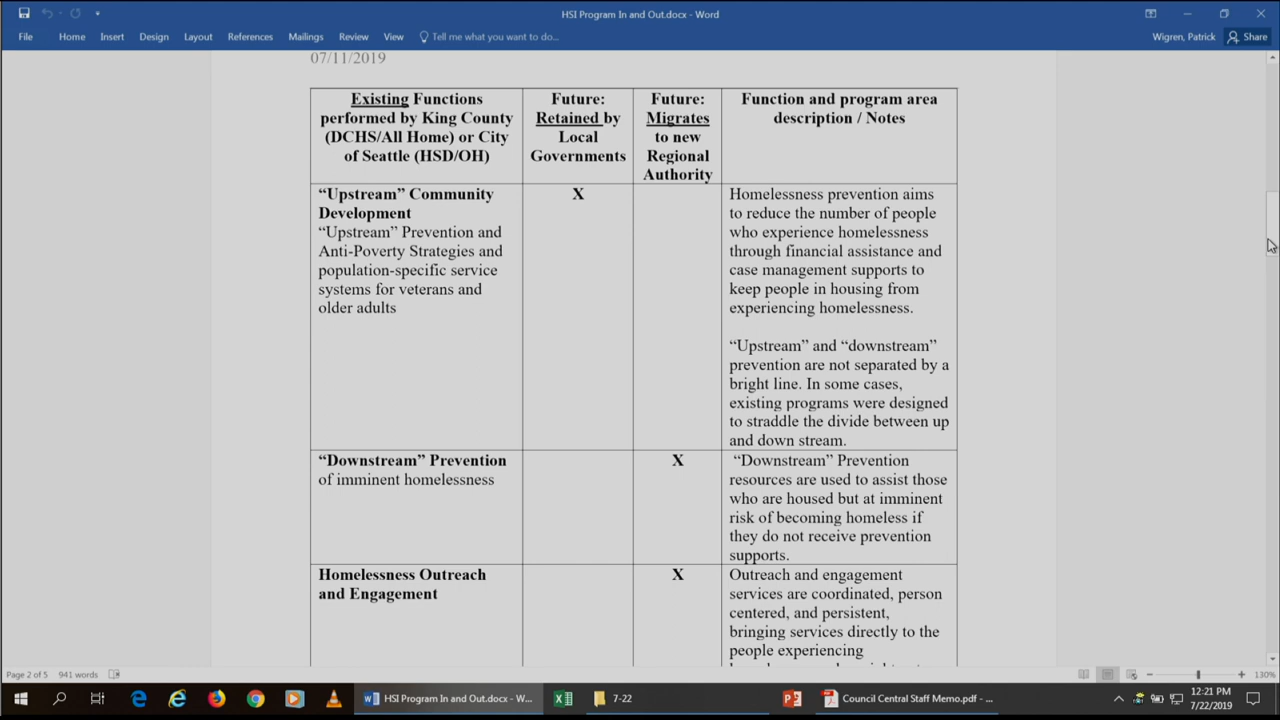 HSI Program In and Out.docx - Word
File Home Insert Design Layout References Mailings Review View Tell me what you want to do... Wigren, Patrick Share
07/11/2019
Existing Functions
performed by King County
(DCHS/All Home) or City
of Seattle (HSD/OH)
Future:
Retained by
Local
Governments
Future:
Migrates
to new
Regional
Authority
Function and program area
description / Notes
“Upstream” Community
Development
“Upstream” Prevention and
Anti-Poverty Strategies and
population-specific service
systems for veterans and
older adults
X
Homelessness prevention aims
to reduce the number of people
who experience homelessness
through financial assistance and
case management supports to
keep people in housing from
experiencing homelessness.
“Upstream” and “downstream”
prevention are not separated by a
bright line. In some cases,
existing programs were designed
to straddle the divide between up
and down stream.
“Downstream” Prevention
of imminent homelessness
X
“Downstream” Prevention
resources are used to assist those
who are housed but at imminent
risk of becoming homeless if
they do not receive prevention
supports.
Homelessness Outreach
and Engagement
X
Outreach and engagement
services are coordinated, person
centered, and persistent,
bringing services directly to the
people experiencing
Page 2 of 5 941 words 130%
HSI Program In and Out.docx - W... 7-22 Council Central Staff Memo.pdf - ... 12:21 PM
7/22/2019